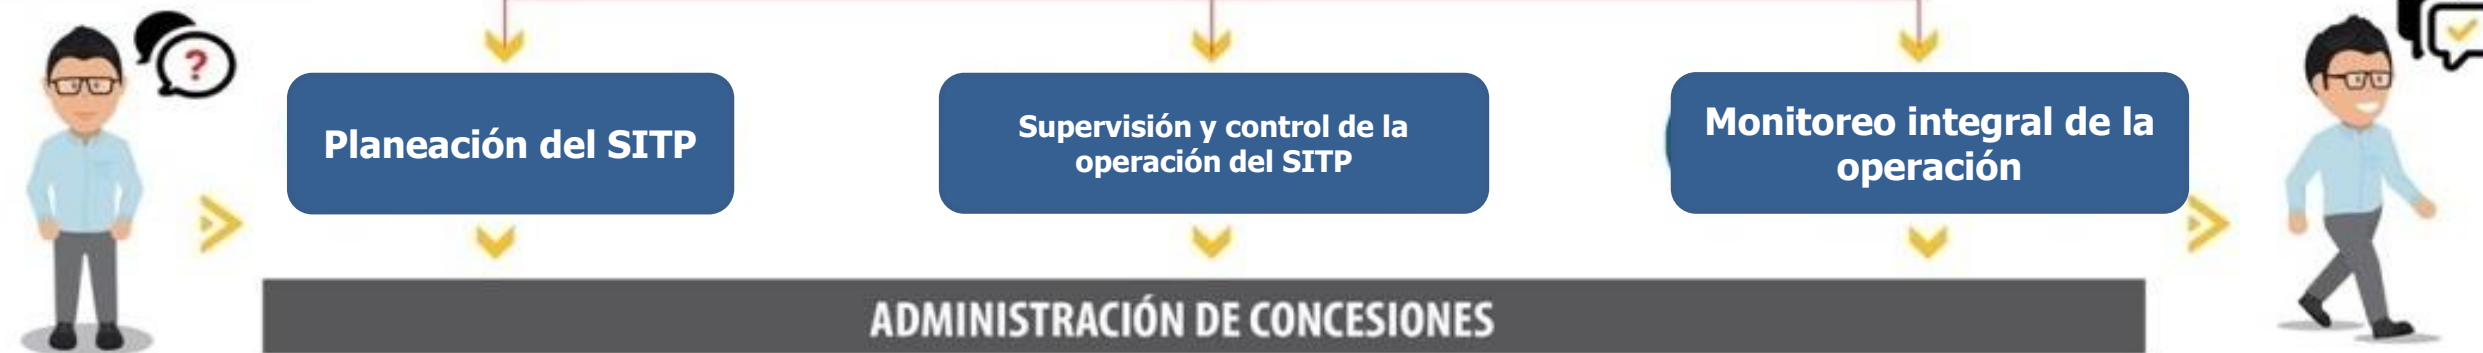 ?
Planeación del SITP
Supervisión y control de la
operación del SITP
Monitoreo integral de la
operación
ADMINISTRACIÓN DE CONCESIONES